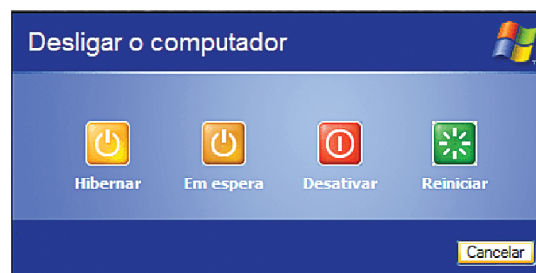 Desligar o computador
Hibernar Em espera Desativar Reiniciar
Cancelar